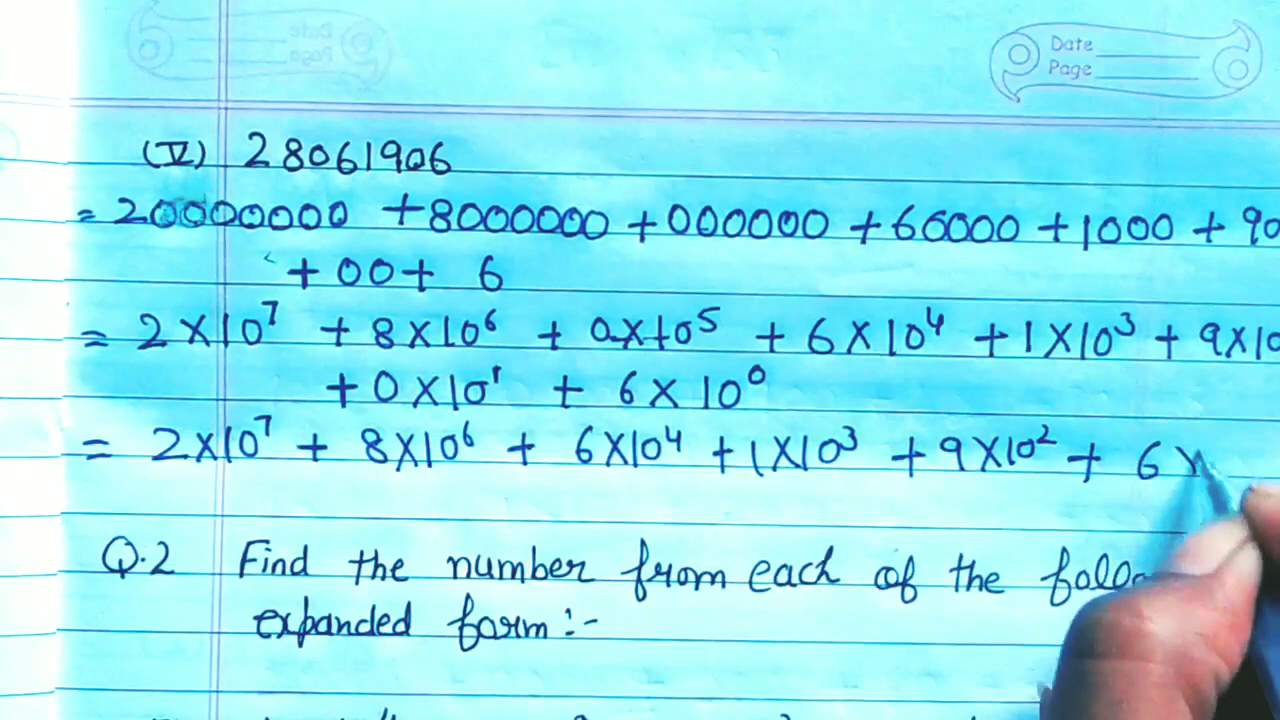 Date
Page
(V) 28061906
= 20000000 + 8000000 + 000000 + 60000 + 1000 + 90
+ 00 + 6
= 2 × 10⁷ + 8 × 10⁶ + 0 × 10⁵ + 6 × 10⁴ + 1 × 10³ + 9 × 10
+ 0 × 10¹ + 6 × 10⁰
= 2 × 10⁷ + 8 × 10⁶ + 6 × 10⁴ + 1 × 10³ + 9 × 10² + 6 ×
Q.2 Find the number from each of the
expanded form :-